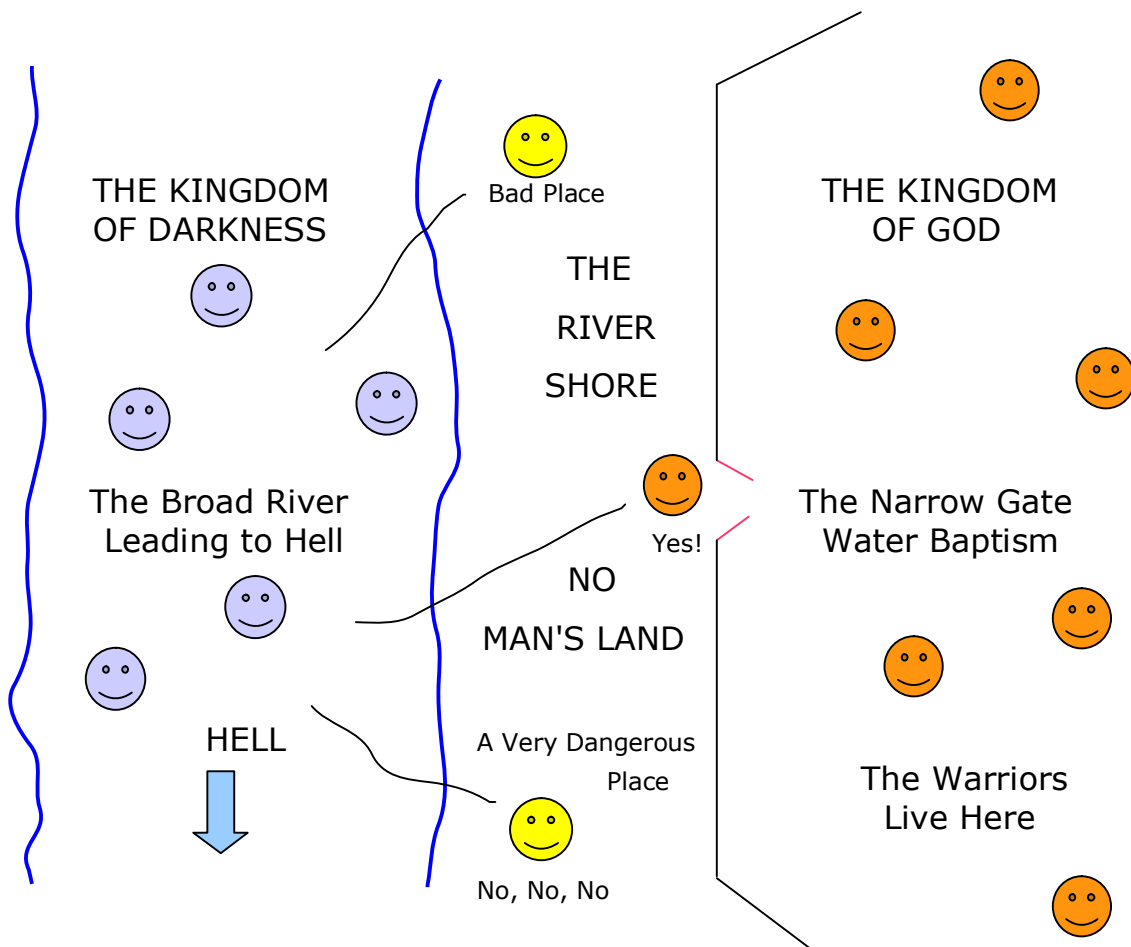 THE KINGDOM
OF DARKNESS
The Broad River
Leading to Hell
HELL
Bad Place
THE
RIVER
SHORE
Yes!
NO
MAN'S LAND
A Very Dangerous
Place
No, No, No
THE KINGDOM
OF GOD
The Narrow Gate
Water Baptism
The Warriors
Live Here